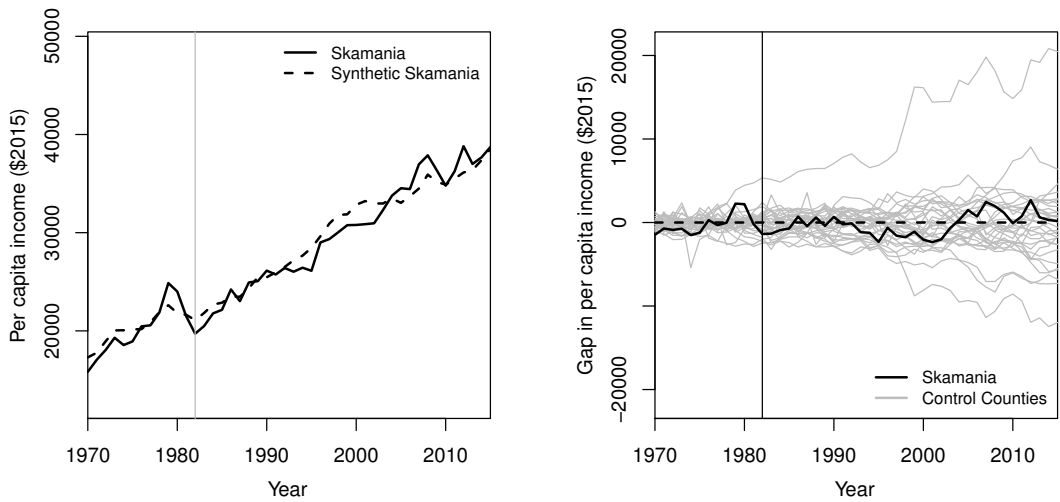 Per capita income ($2015)
50000
40000
30000
20000
Skamania
Synthetic Skamania
1970
1980
1990
2000
2010
Year
Gap in per capita income ($2015)
20000
10000
0
−20000
Skamania
Control Counties
1970
1980
1990
2000
2010
Year